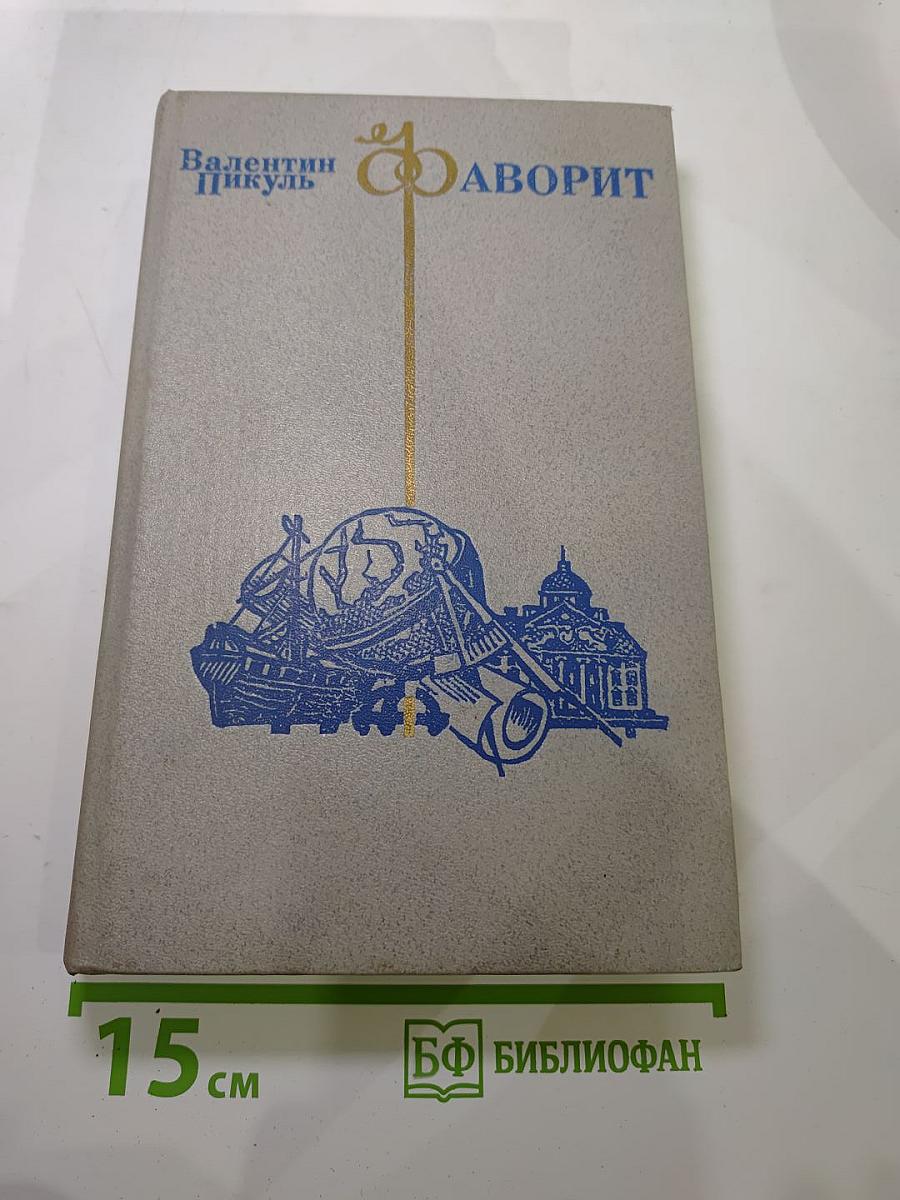 Валентин
Пикуль
Фаворит
15 см
БФ БИБЛИОФАН